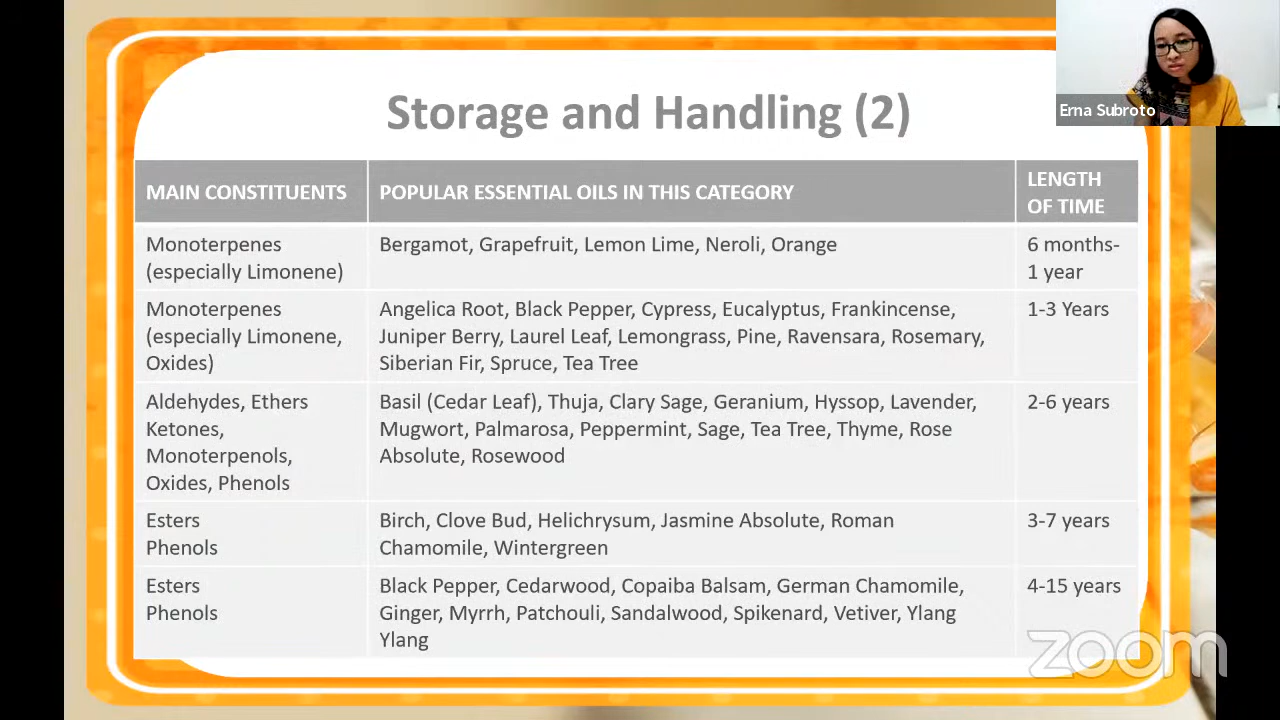 Storage and Handling (2)
Erna Subroto
MAIN CONSTITUENTS
POPULAR ESSENTIAL OILS IN THIS CATEGORY
LENGTH
OF TIME
Monoterpenes
(especially Limonene)
Bergamot, Grapefruit, Lemon Lime, Neroli, Orange
6 months-
1 year
Monoterpenes
(especially Limonene,
Oxides)
Angelica Root, Black Pepper, Cypress, Eucalyptus, Frankincense,
Juniper Berry, Laurel Leaf, Lemongrass, Pine, Ravensara, Rosemary,
Siberian Fir, Spruce, Tea Tree
1-3 Years
Aldehydes, Ethers
Ketones,
Monoterpenols,
Oxides, Phenols
Basil (Cedar Leaf), Thuja, Clary Sage, Geranium, Hyssop, Lavender,
Mugwort, Palmarosa, Peppermint, Sage, Tea Tree, Thyme, Rose
Absolute, Rosewood
2-6 years
Esters
Phenols
Birch, Clove Bud, Helichrysum, Jasmine Absolute, Roman
Chamomile, Wintergreen
3-7 years
Esters
Phenols
Black Pepper, Cedarwood, Copaiba Balsam, German Chamomile,
Ginger, Myrrh, Patchouli, Sandalwood, Spikenard, Vetiver, Ylang
Ylang
4-15 years
zoom